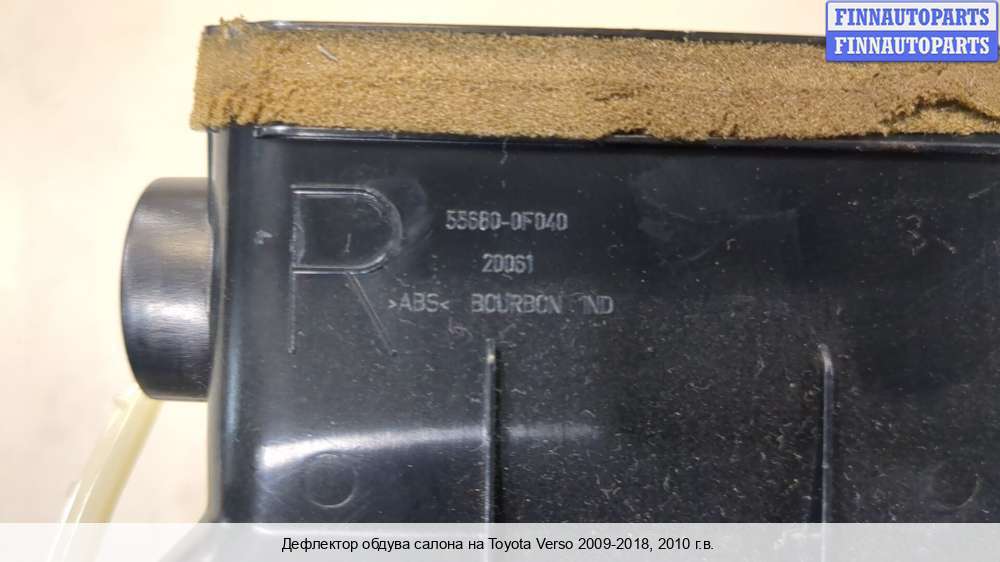 FINNAUTOPARTS
FINNAUTOPARTS
R
55680-0F040
20061
>ABS< BOURBON IND
Дефлектор обдува салона на Toyota Verso 2009-2018, 2010 г.в.